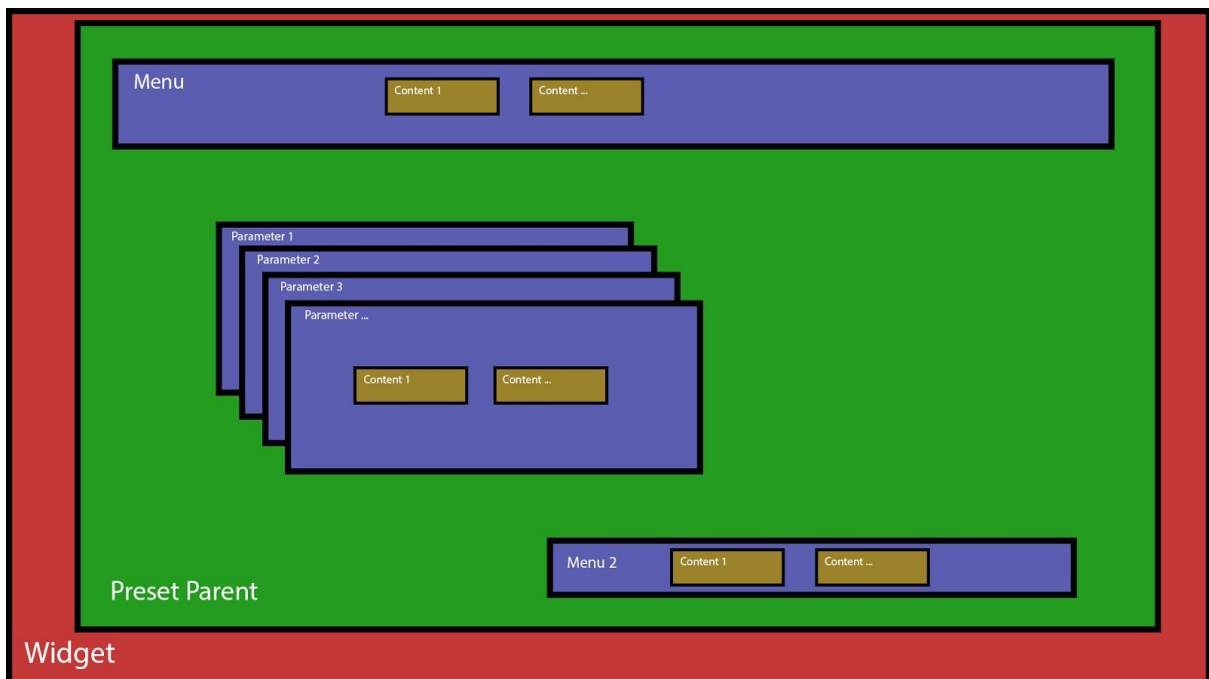 Menu
Content 1
Content ...
Parameter 1
Parameter 2
Parameter 3
Parameter ...
Content 1
Content ...
Menu 2
Content 1
Content ...
Preset Parent
Widget